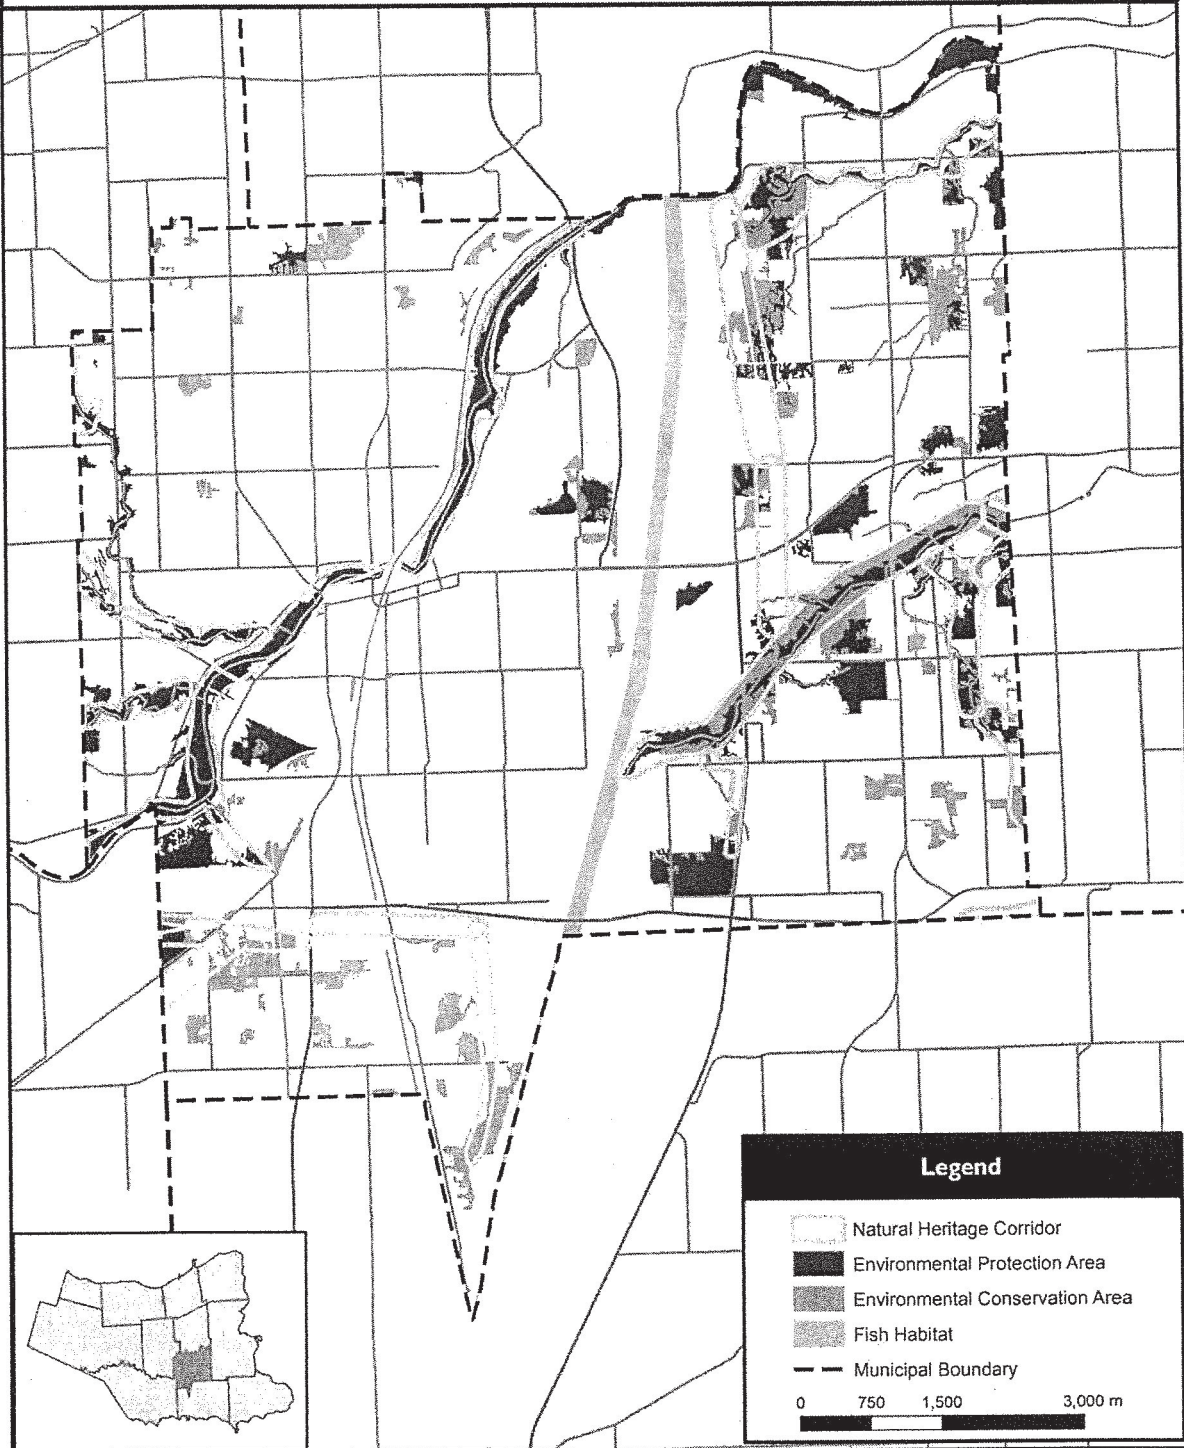 Legend
Natural Heritage Corridor
Environmental Protection Area
Environmental Conservation Area
Fish Habitat
Municipal Boundary
0 750 1,500 3,000 m